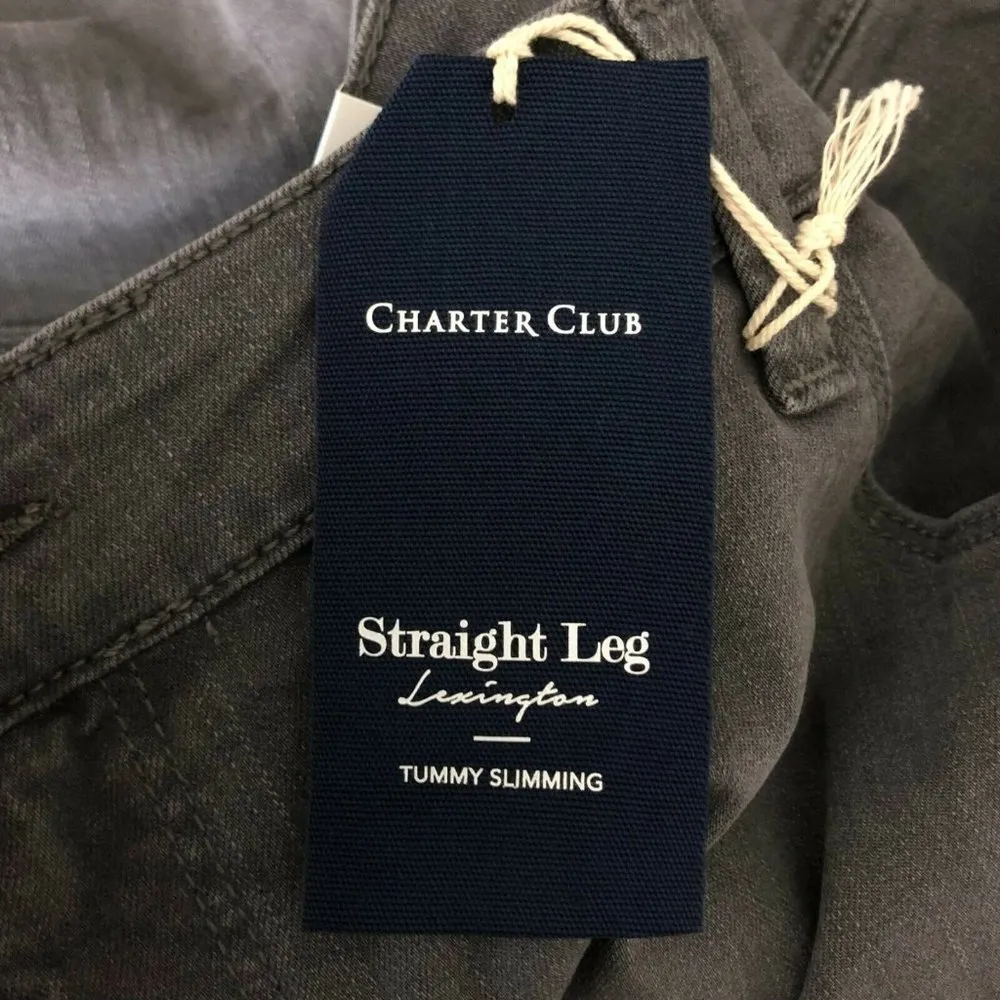 CHARTER CLUB
Straight Leg
Lexington
TUMMY SLIMMING